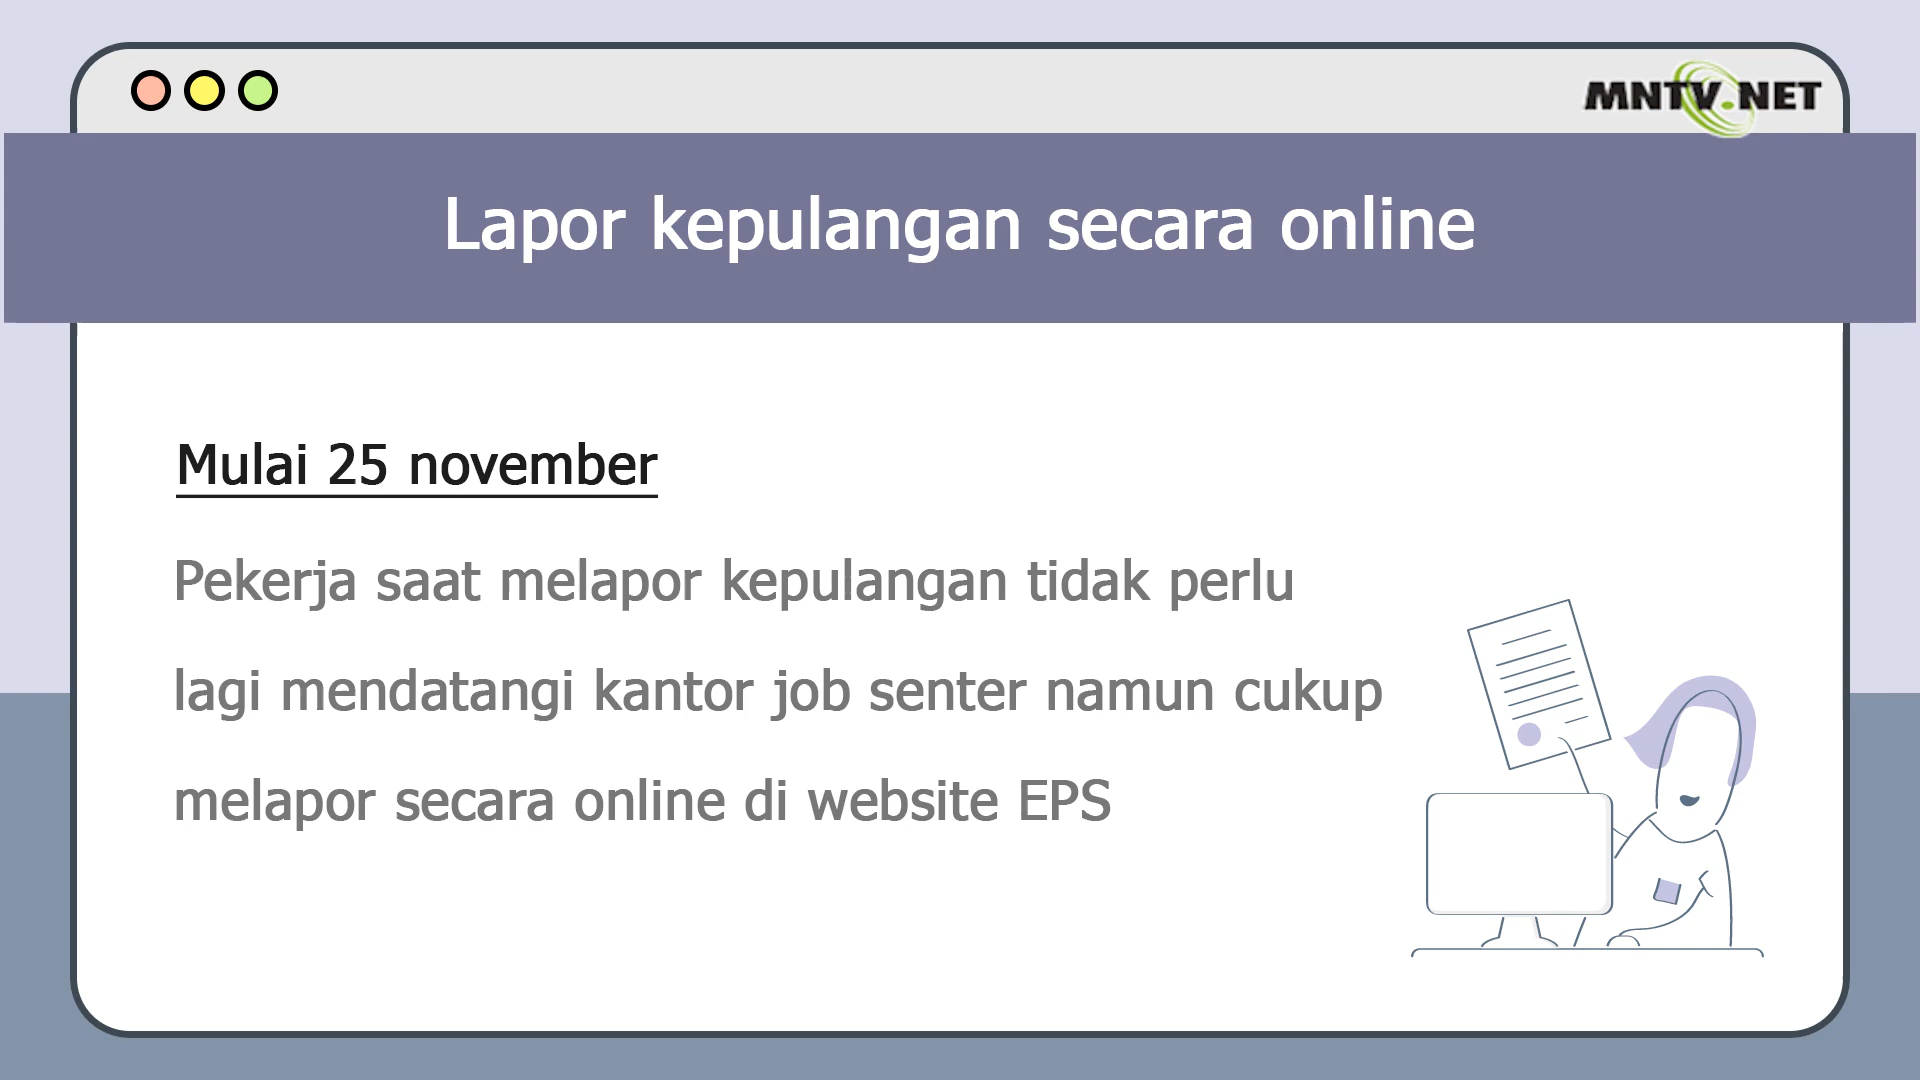 MNTV.NET
Lapor kepulangan secara online
Mulai 25 november
Pekerja saat melapor kepulangan tidak perlu
lagi mendatangi kantor job senter namun cukup
melapor secara online di website EPS